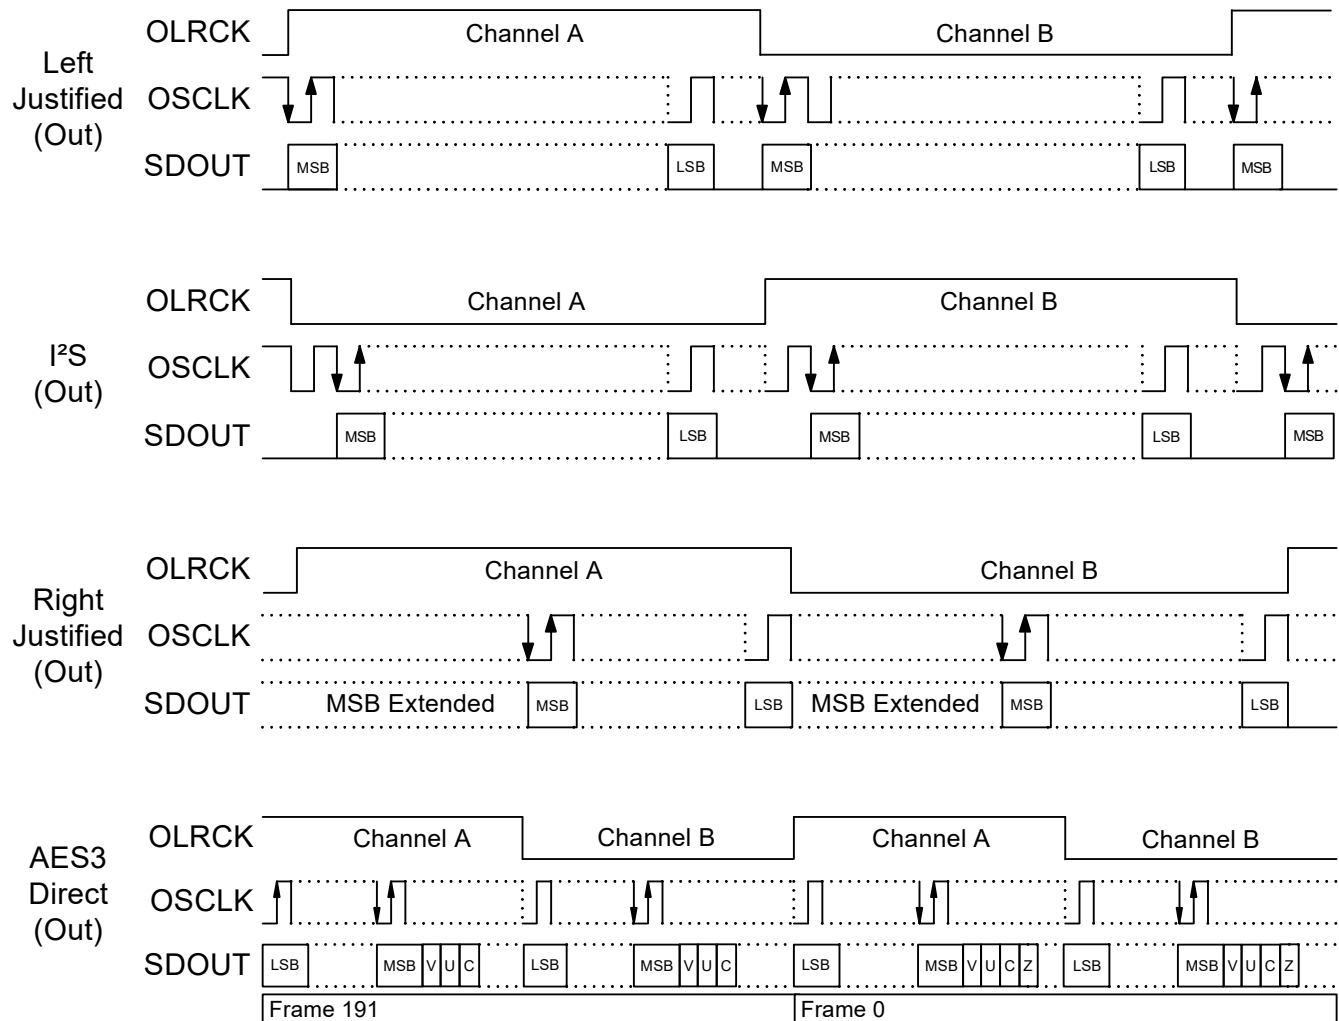 Left
Justified
(Out)
OLRCK
Channel A
Channel B
OSCLK
SDOUT
MSB
LSB
MSB
LSB
MSB
I²S
(Out)
OLRCK
Channel A
Channel B
OSCLK
SDOUT
MSB
LSB
MSB
LSB
MSB
Right
Justified
(Out)
OLRCK
Channel A
Channel B
OSCLK
SDOUT
MSB Extended
MSB
LSB
MSB Extended
MSB
LSB
AES3
Direct
(Out)
OLRCK
Channel A
Channel B
Channel A
Channel B
OSCLK
SDOUT
LSB
MSB V U C
LSB
MSB V U C
LSB
MSB V U C Z
LSB
MSB V U C Z
Frame 191
Frame 0